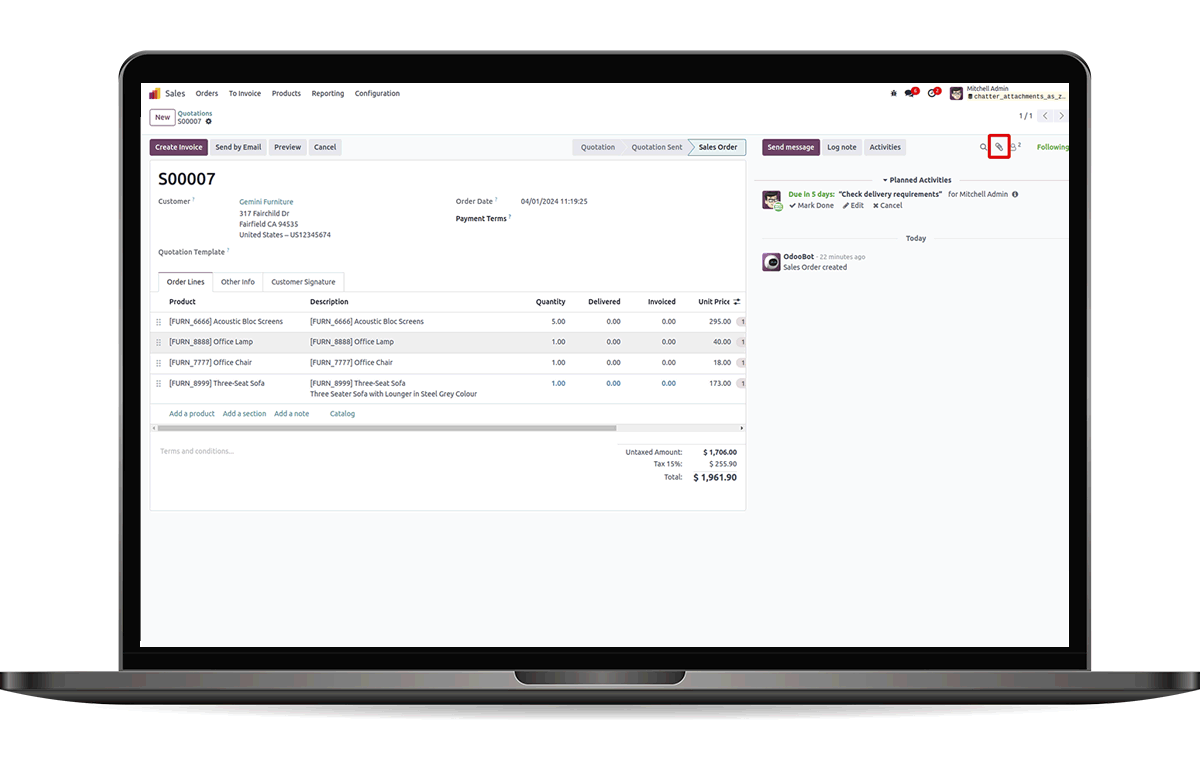 Sales Orders To Invoice Products Reporting Configuration
Mitchell Admin
chatter_attachments_as_z...
New Quotations
S00007
1 / 1
Create Invoice Send by Email Preview Cancel Quotation Quotation Sent Sales Order
Send message Log note Activities 2 Following
S00007
Customer ?
Gemini Furniture
317 Fairchild Dr
Fairfield CA 94535
United States – US12345674
Order Date ? 04/01/2024 11:19:25
Payment Terms ?
Quotation Template ?
Planned Activities
Due in 5 days: "Check delivery requirements" for Mitchell Admin
Mark Done Edit Cancel
Today
OdooBot - 22 minutes ago
Sales Order created
Order Lines Other Info Customer Signature
Product Description Quantity Delivered Invoiced Unit Price
[FURN_6666] Acoustic Bloc Screens [FURN_6666] Acoustic Bloc Screens 5.00 0.00 0.00 295.00 1
[FURN_8888] Office Lamp [FURN_8888] Office Lamp 1.00 0.00 0.00 40.00 1
[FURN_7777] Office Chair [FURN_7777] Office Chair 1.00 0.00 0.00 18.00 1
[FURN_8999] Three-Seat Sofa [FURN_8999] Three-Seat Sofa 1.00 0.00 0.00 173.00 1
Three Seater Sofa with Lounger in Steel Grey Colour
Add a product Add a section Add a note Catalog
Terms and conditions...
Untaxed Amount: $ 1,706.00
Tax 15%: $ 255.90
Total: $ 1,961.90